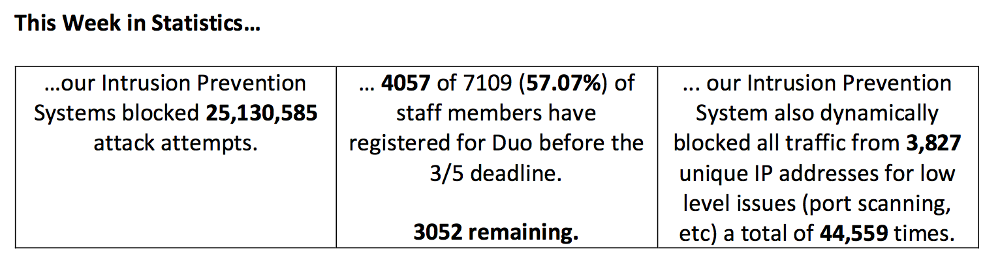 This Week in Statistics…
…our Intrusion Prevention
Systems blocked 25,130,585
attack attempts.
… 4057 of 7109 (57.07%) of
staff members have
registered for Duo before the
3/5 deadline.
3052 remaining.
… our Intrusion Prevention
System also dynamically
blocked all traffic from 3,827
unique IP addresses for low
level issues (port scanning,
etc) a total of 44,559 times.